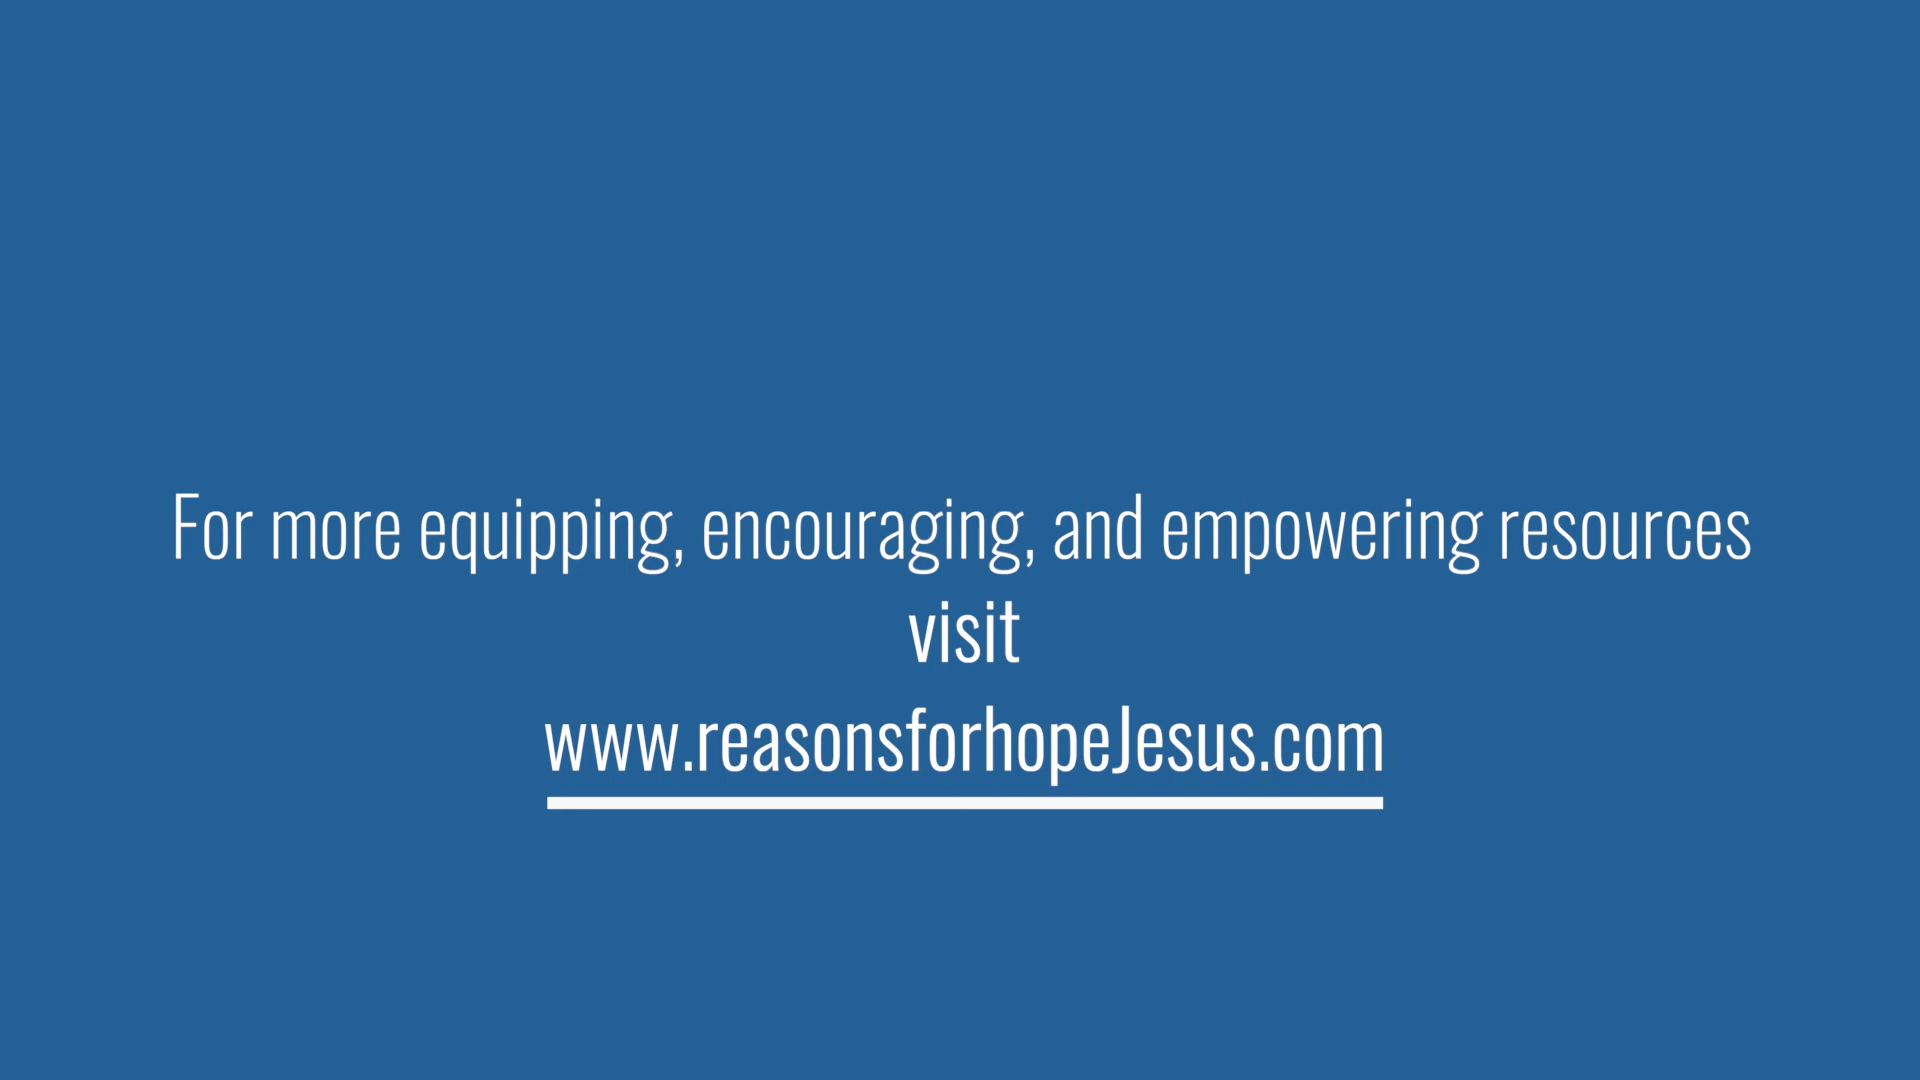 For more equipping, encouraging, and empowering resources
visit
www.reasonsforhopeJesus.com